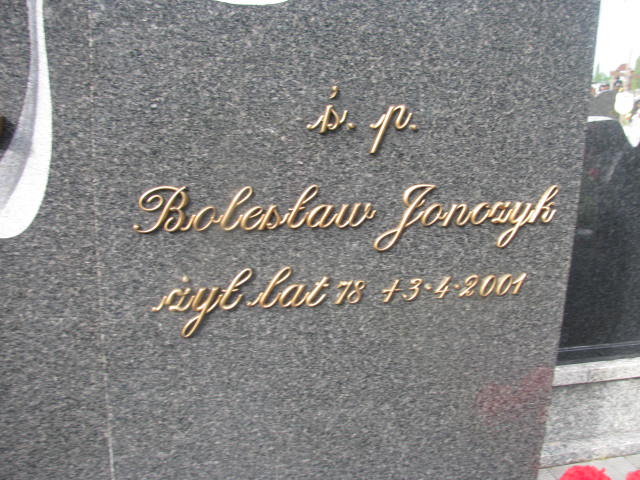 ś. p.
Bolesław Jonczyk
żył lat 78 +3.4.2001